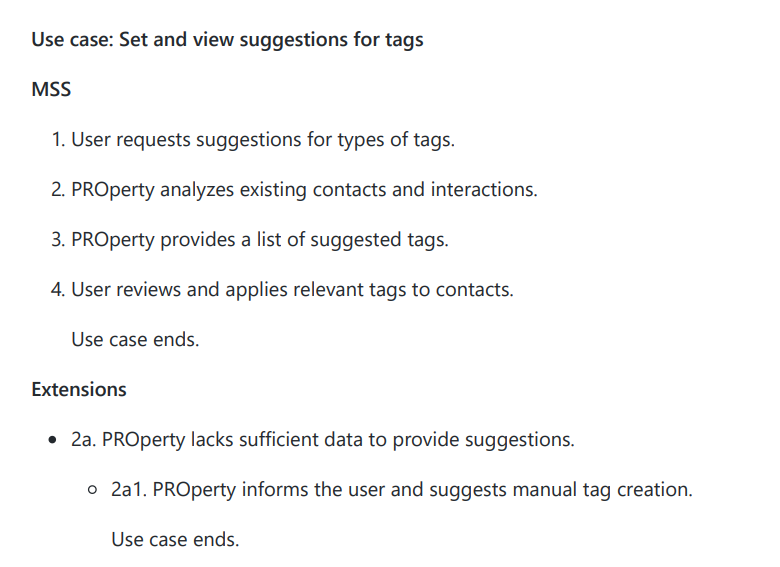 Use case: Set and view suggestions for tags
MSS
1. User requests suggestions for types of tags.
2. PROperty analyzes existing contacts and interactions.
3. PROperty provides a list of suggested tags.
4. User reviews and applies relevant tags to contacts.
Use case ends.
Extensions
• 2a. PROperty lacks sufficient data to provide suggestions.
○ 2a1. PROperty informs the user and suggests manual tag creation.
Use case ends.